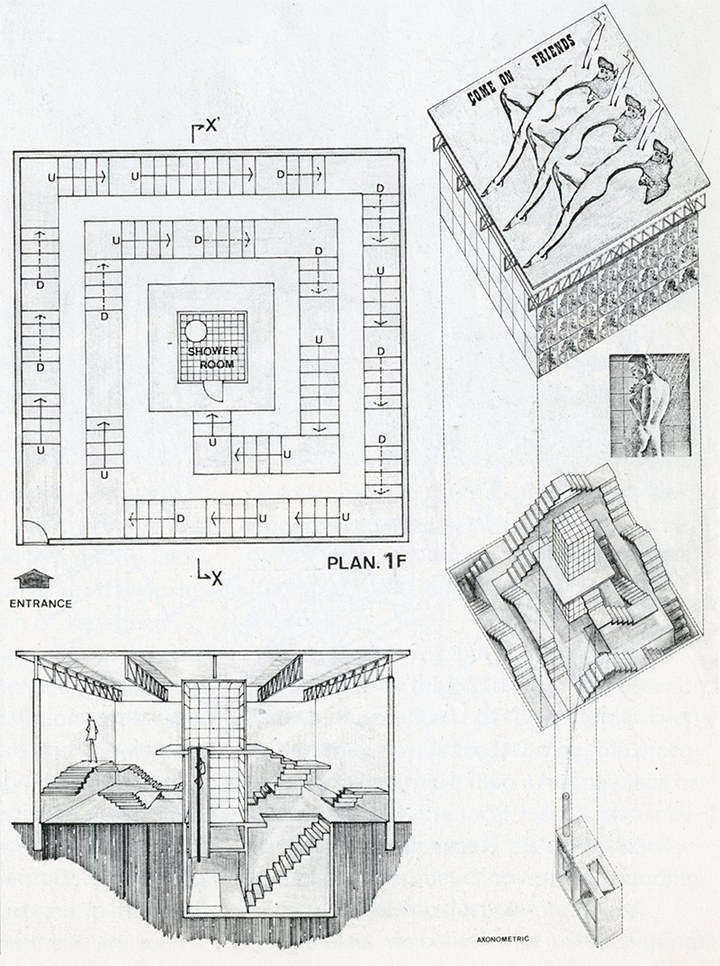 COME ON FRIENDS
X'
U U D
D
U D
D
U
D
D
U
U
D
SHOWER
ROOM
D
D
U
U
U
U
D U U
X
PLAN. 1F
ENTRANCE
AXONOMETRIC